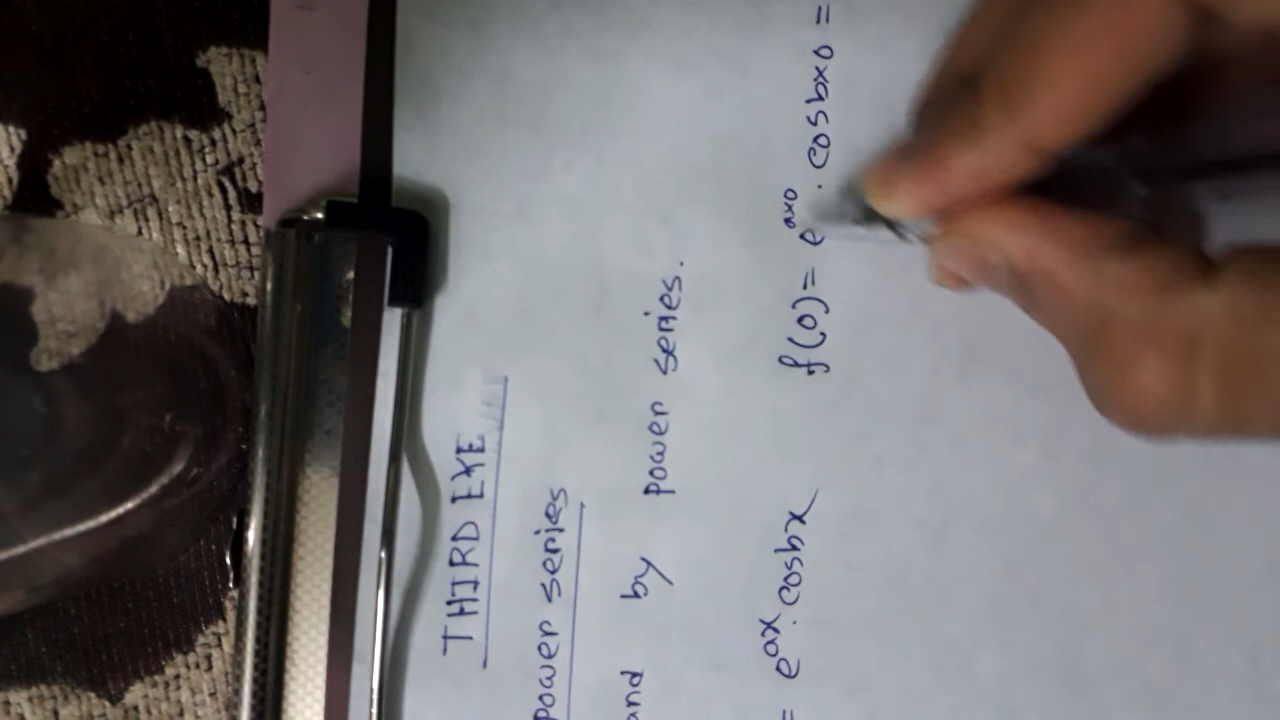 THIRD EYE
power series
and by power series.
= e^ax . cosbx f(0) = e^ax0 . cosbx0 =